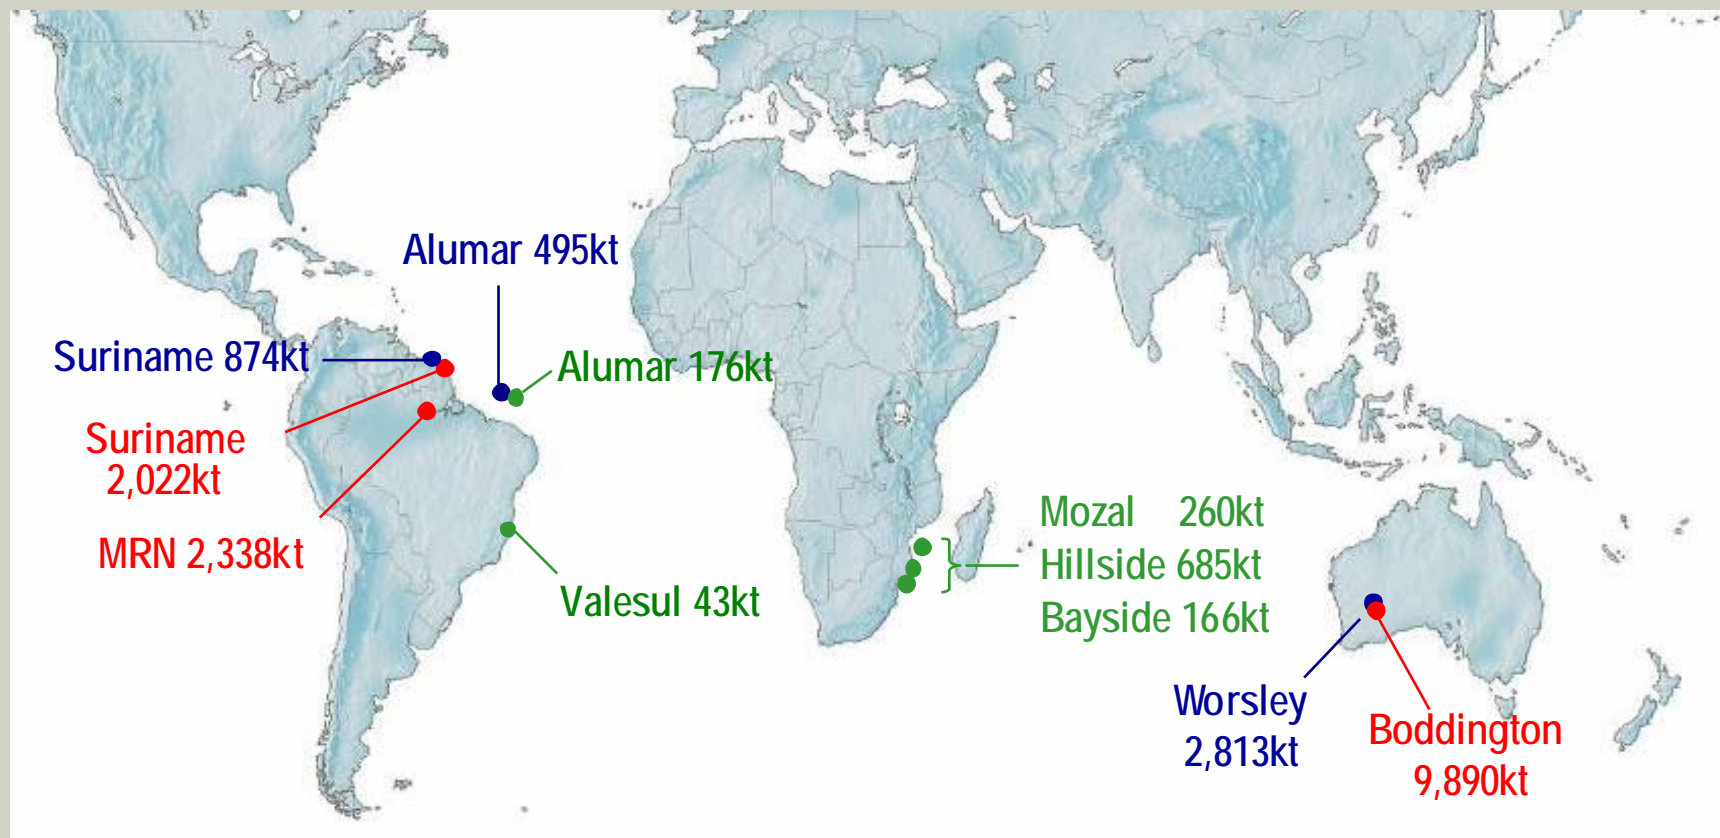 Alumar 495kt
Suriname 874kt
Alumar 176kt
Suriname
2,022kt
MRN 2,338kt
Valesul 43kt
Mozal 260kt
Hillside 685kt
Bayside 166kt
Worsley
2,813kt
Boddington
9,890kt